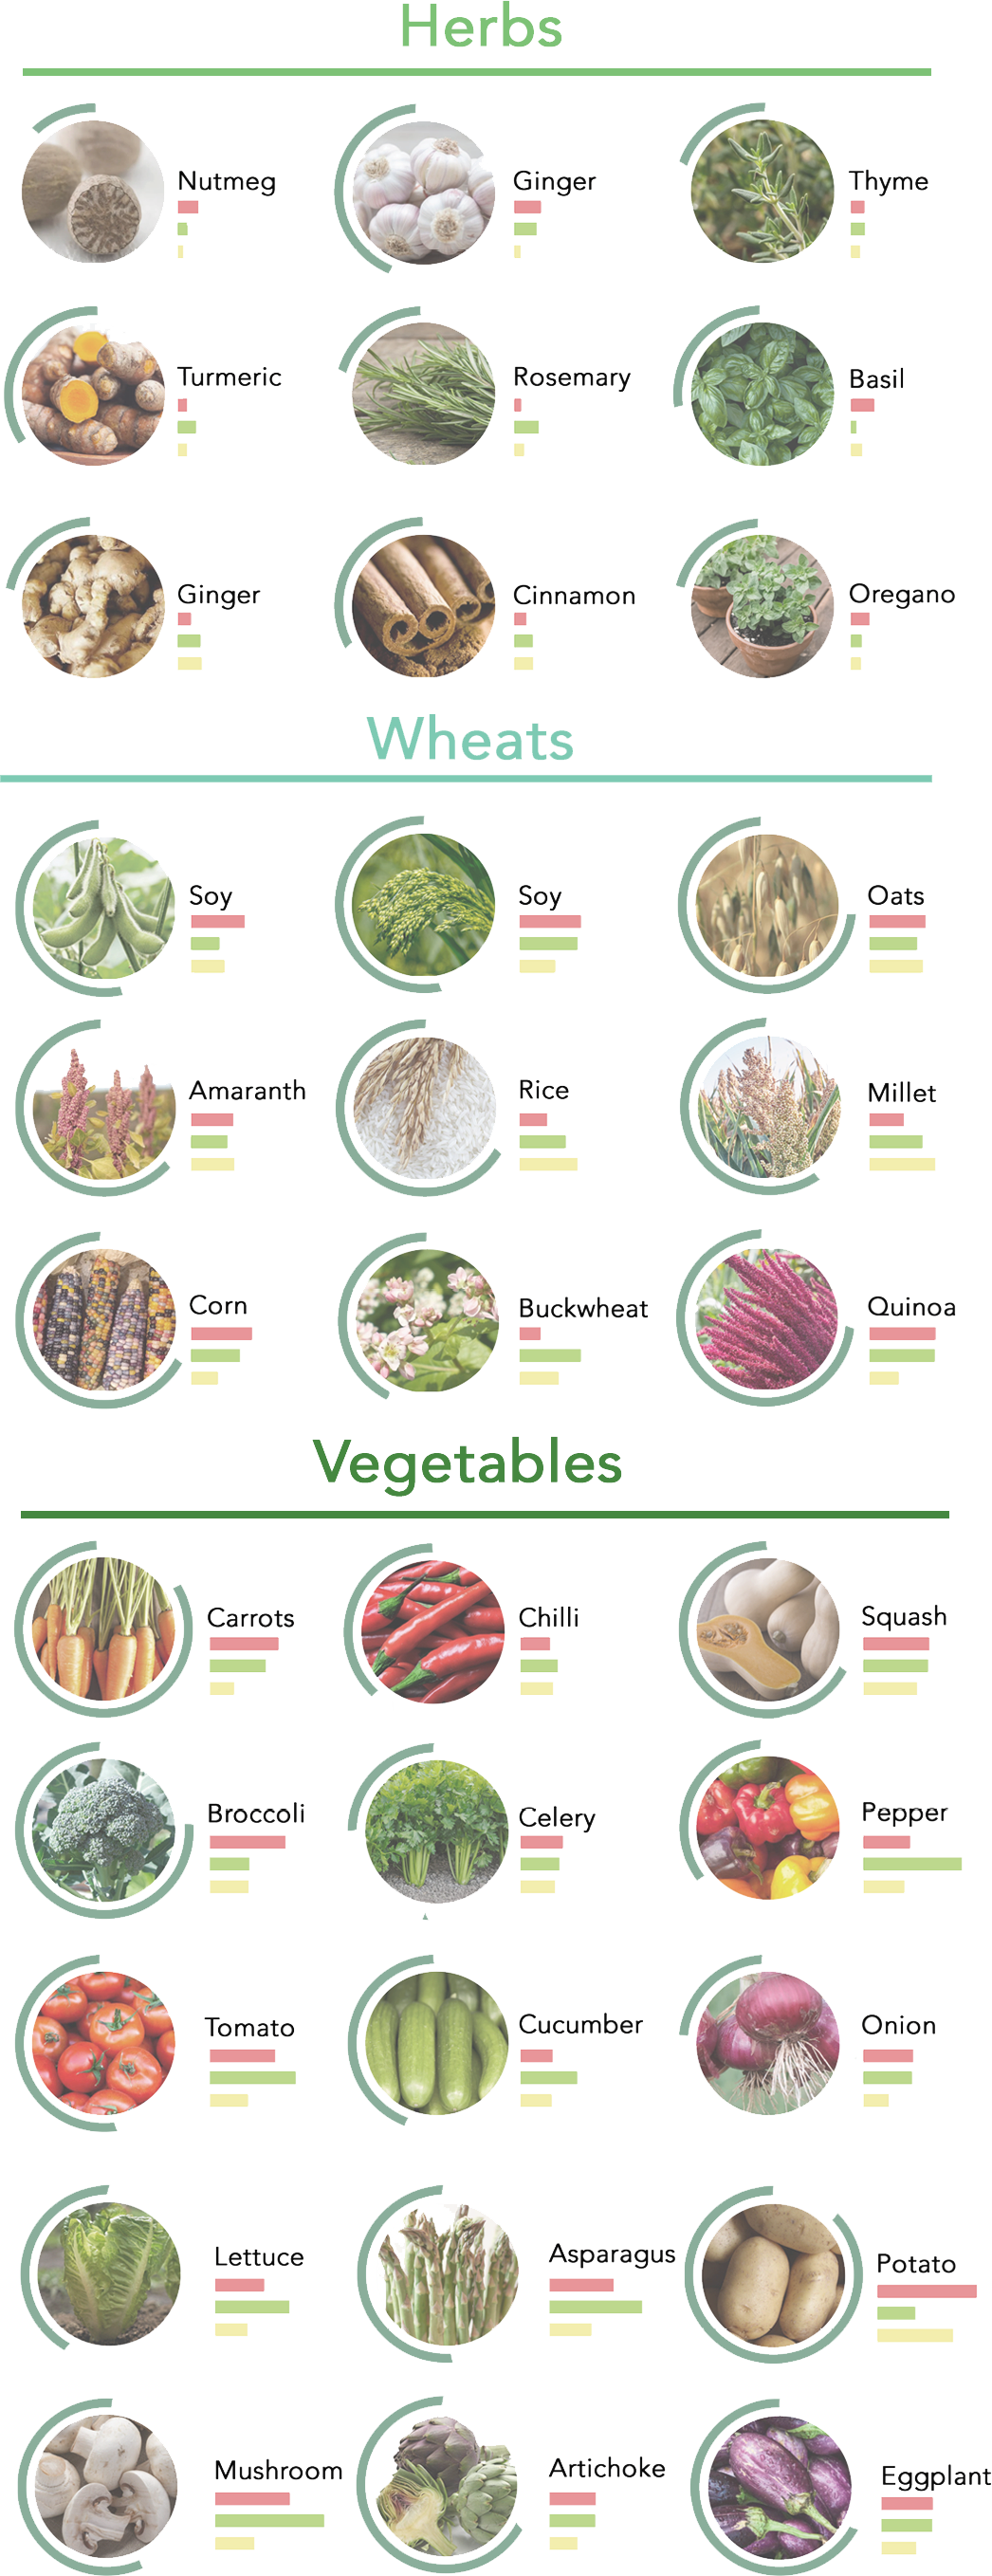 Herbs
Nutmeg
Ginger
Thyme
Turmeric
Rosemary
Basil
Ginger
Cinnamon
Oregano
Wheats
Soy
Soy
Oats
Amaranth
Rice
Millet
Corn
Buckwheat
Quinoa
Vegetables
Carrots
Chilli
Squash
Broccoli
Celery
Pepper
Tomato
Cucumber
Onion
Lettuce
Asparagus
Potato
Mushroom
Artichoke
Eggplant